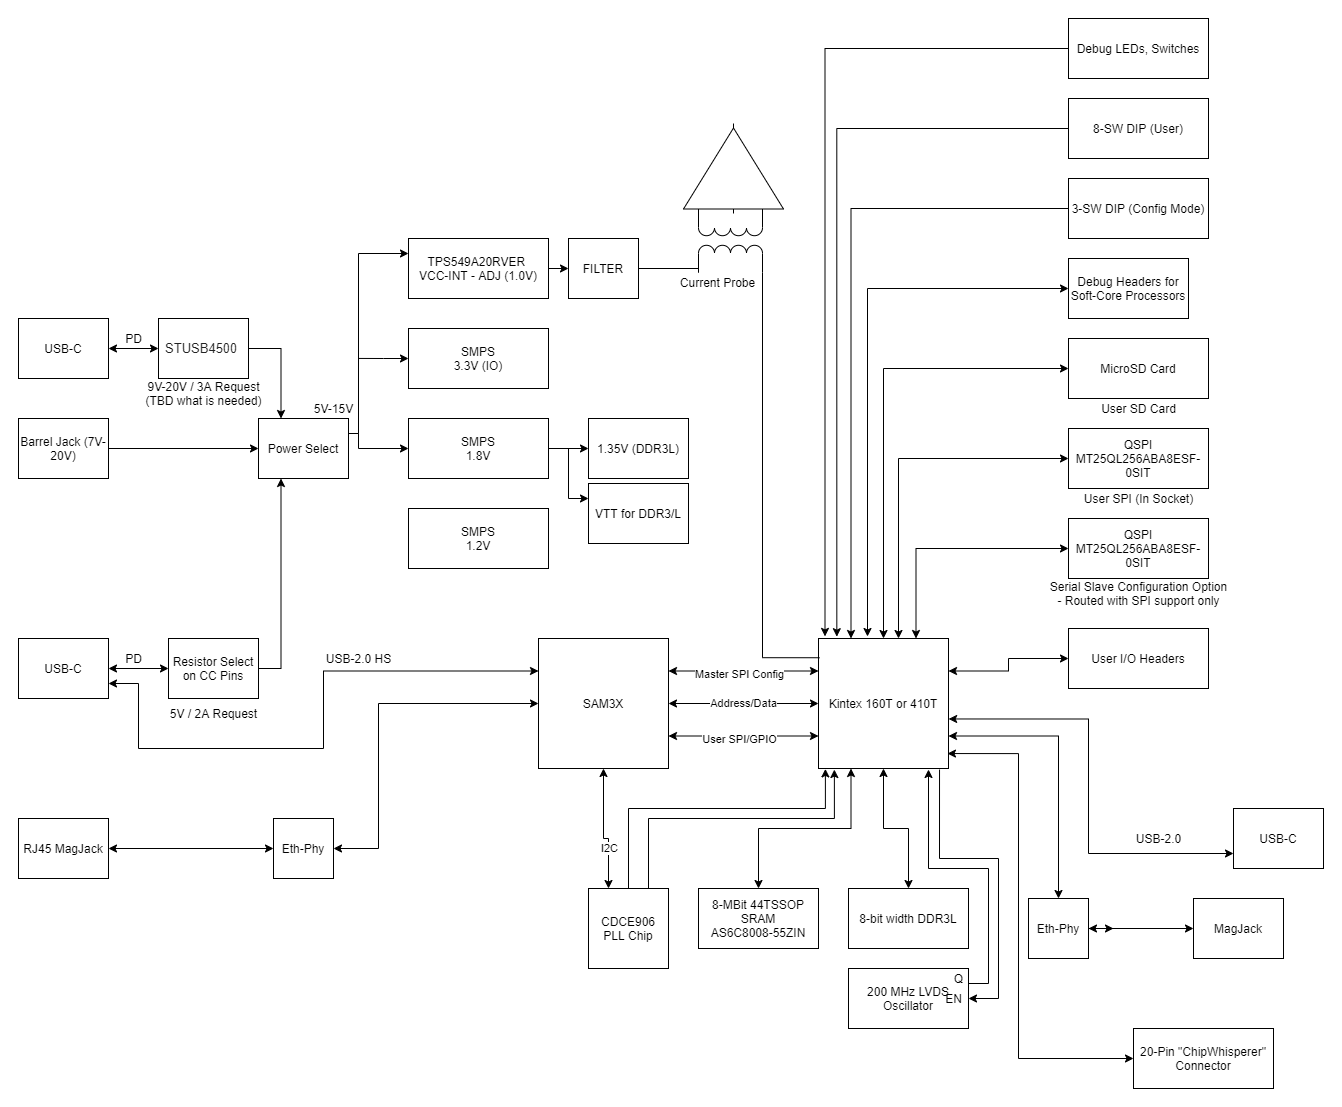 Debug LEDs, Switches
8-SW DIP (User)
3-SW DIP (Config Mode)
TPS549A20RVER
VCC-INT - ADJ (1.0V)
FILTER
Current Probe
Debug Headers for
Soft-Core Processors
USB-C
PD
STUSB4500
9V-20V / 3A Request
(TBD what is needed)
SMPS
3.3V (IO)
MicroSD Card
User SD Card
5V-15V
Barrel Jack (7V-
20V)
Power Select
SMPS
1.8V
1.35V (DDR3L)
VTT for DDR3/L
QSPI
MT25QL256ABA8ESF-
0SIT
User SPI (In Socket)
SMPS
1.2V
QSPI
MT25QL256ABA8ESF-
0SIT
Serial Slave Configuration Option
- Routed with SPI support only
USB-C
PD
Resistor Select
on CC Pins
5V / 2A Request
USB-2.0 HS
SAM3X
Master SPI Config
Address/Data
User SPI/GPIO
Kintex 160T or 410T
User I/O Headers
RJ45 MagJack
Eth-Phy
I2C
USB-2.0
USB-C
CDCE906
PLL Chip
8-MBit 44TSSOP
SRAM
AS6C8008-55ZIN
8-bit width DDR3L
Eth-Phy
MagJack
Q
200 MHz LVDS
Oscillator
EN
20-Pin "ChipWhisperer"
Connector